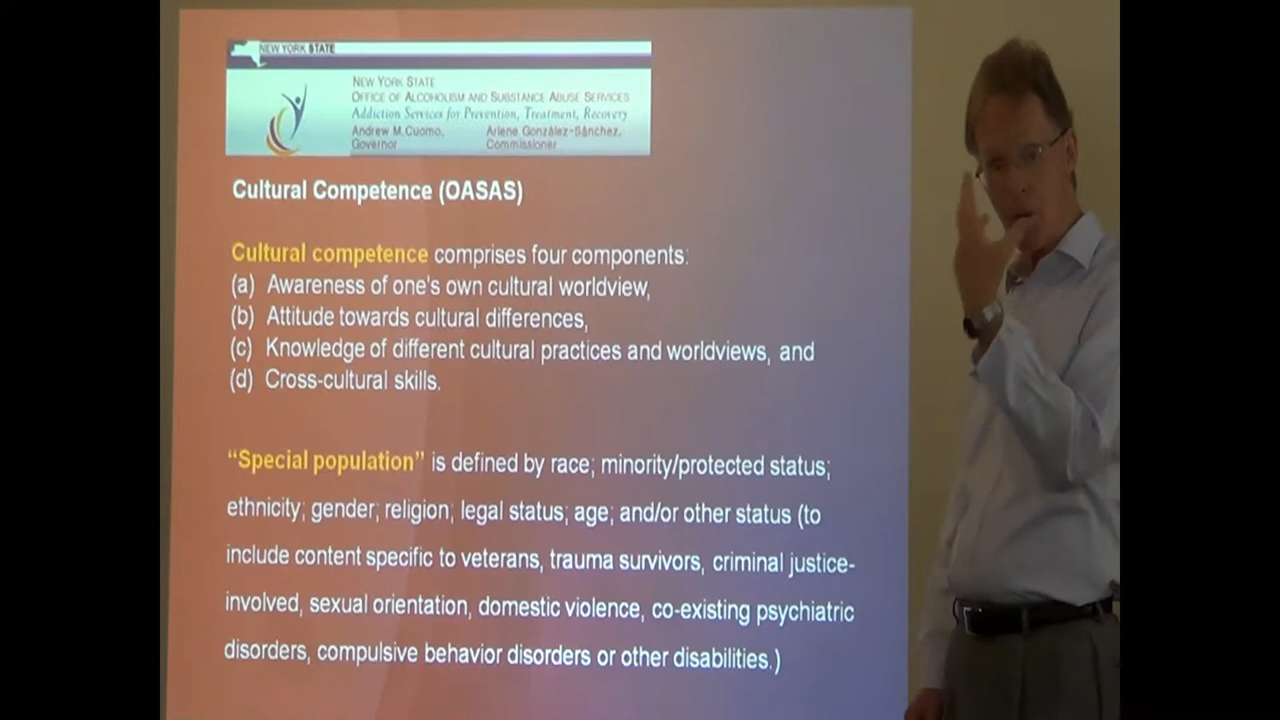 NEW YORK STATE
NEW YORK STATE
OFFICE OF ALCOHOLISM AND SUBSTANCE ABUSE SERVICES
Addiction Services for Prevention, Treatment, Recovery
Andrew M. Cuomo, Arlene González-Sánchez,
Governor Commissioner
Cultural Competence (OASAS)
Cultural competence comprises four components:
(a) Awareness of one's own cultural worldview,
(b) Attitude towards cultural differences,
(c) Knowledge of different cultural practices and worldviews, and
(d) Cross-cultural skills.
“Special population” is defined by race; minority/protected status;
ethnicity; gender; religion; legal status; age; and/or other status (to
include content specific to veterans, trauma survivors, criminal justice-
involved, sexual orientation, domestic violence, co-existing psychiatric
disorders, compulsive behavior disorders or other disabilities.)